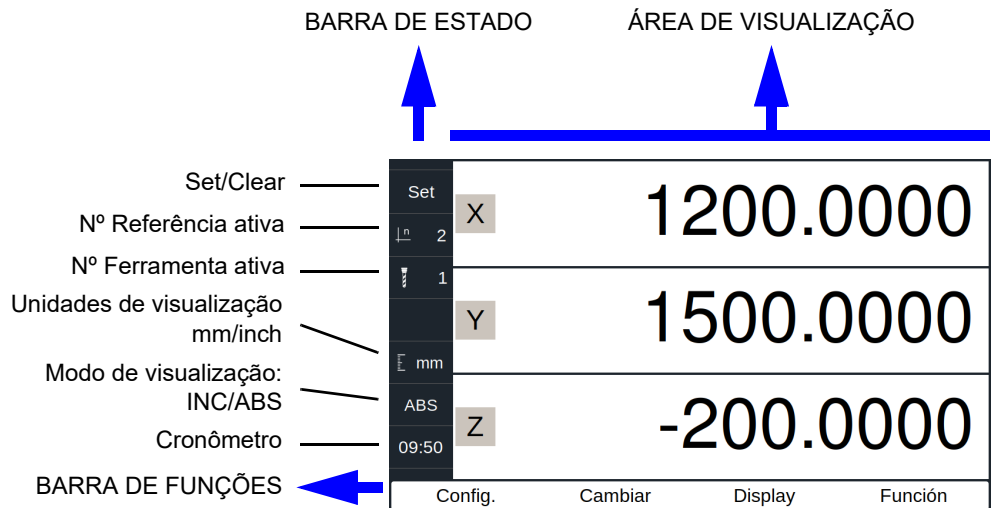 BARRA DE ESTADO
ÁREA DE VISUALIZAÇÃO
Set/Clear
Nº Referência ativa
Nº Ferramenta ativa
Unidades de visualização
mm/inch
Modo de visualização:
INC/ABS
Cronômetro
BARRA DE FUNÇÕES
Set
n 2
1
mm
ABS
09:50
X 1200.0000
Y 1500.0000
Z -200.0000
Config. Cambiar Display Función